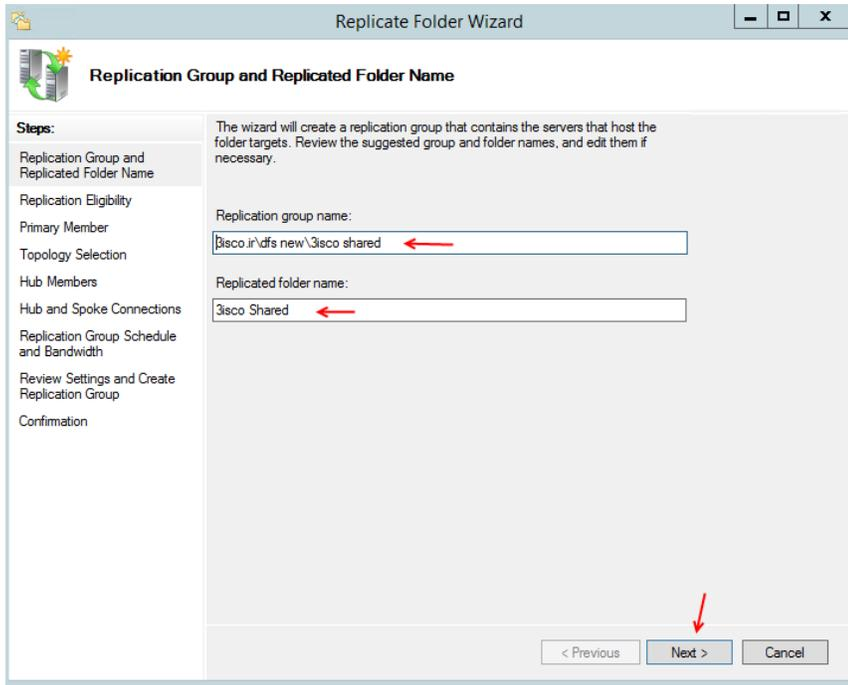 Replicate Folder Wizard
Replication Group and Replicated Folder Name
Steps:
Replication Group and
Replicated Folder Name
Replication Eligibility
Primary Member
Topology Selection
Hub Members
Hub and Spoke Connections
Replication Group Schedule
and Bandwidth
Review Settings and Create
Replication Group
Confirmation
The wizard will create a replication group that contains the servers that host the
folder targets. Review the suggested group and folder names, and edit them if
necessary.
Replication group name:
3isco.ir\dfs new\3isco shared
Replicated folder name:
3isco Shared
< Previous
Next >
Cancel